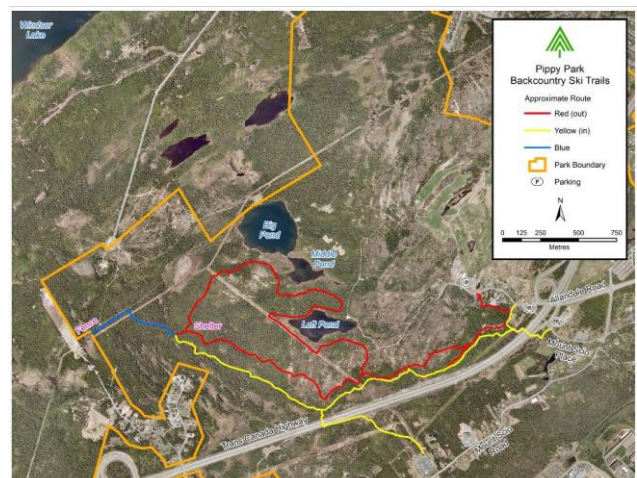 Windsor
Lake
Pippy Park
Backcountry Ski Trails
Approximate Route
Red (out)
Yellow (in)
Blue
Park Boundary
P Parking
N
0 125 250 500 750
Metres
Big
Pond
Middle
Pond
Left Pond
Shelter
Fence
P
P
P
Allandale Road
Mount Scio
Place
Trans Canada Highway
Mount Scio
Road